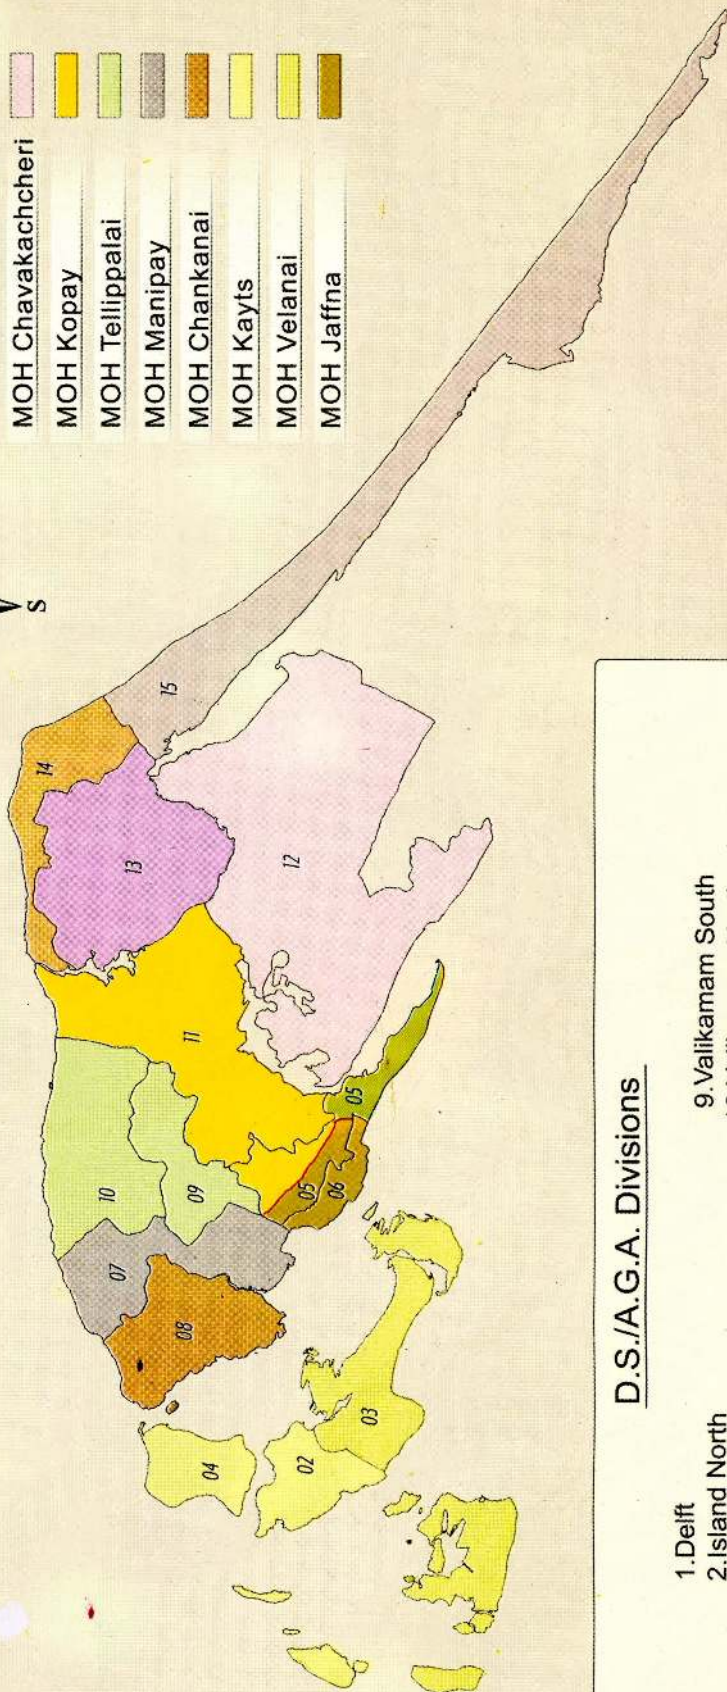 S
MOH Chavakachcheri
MOH Kopay
MOH Tellippalai
MOH Manipay
MOH Chankanai
MOH Kayts
MOH Velanai
MOH Jaffna
14
15
13
12
11
10
09
07
08
05
05
06
04
02
03
D.S./A.G.A. Divisions
1.Delft
2.Island North
9.Valikamam South